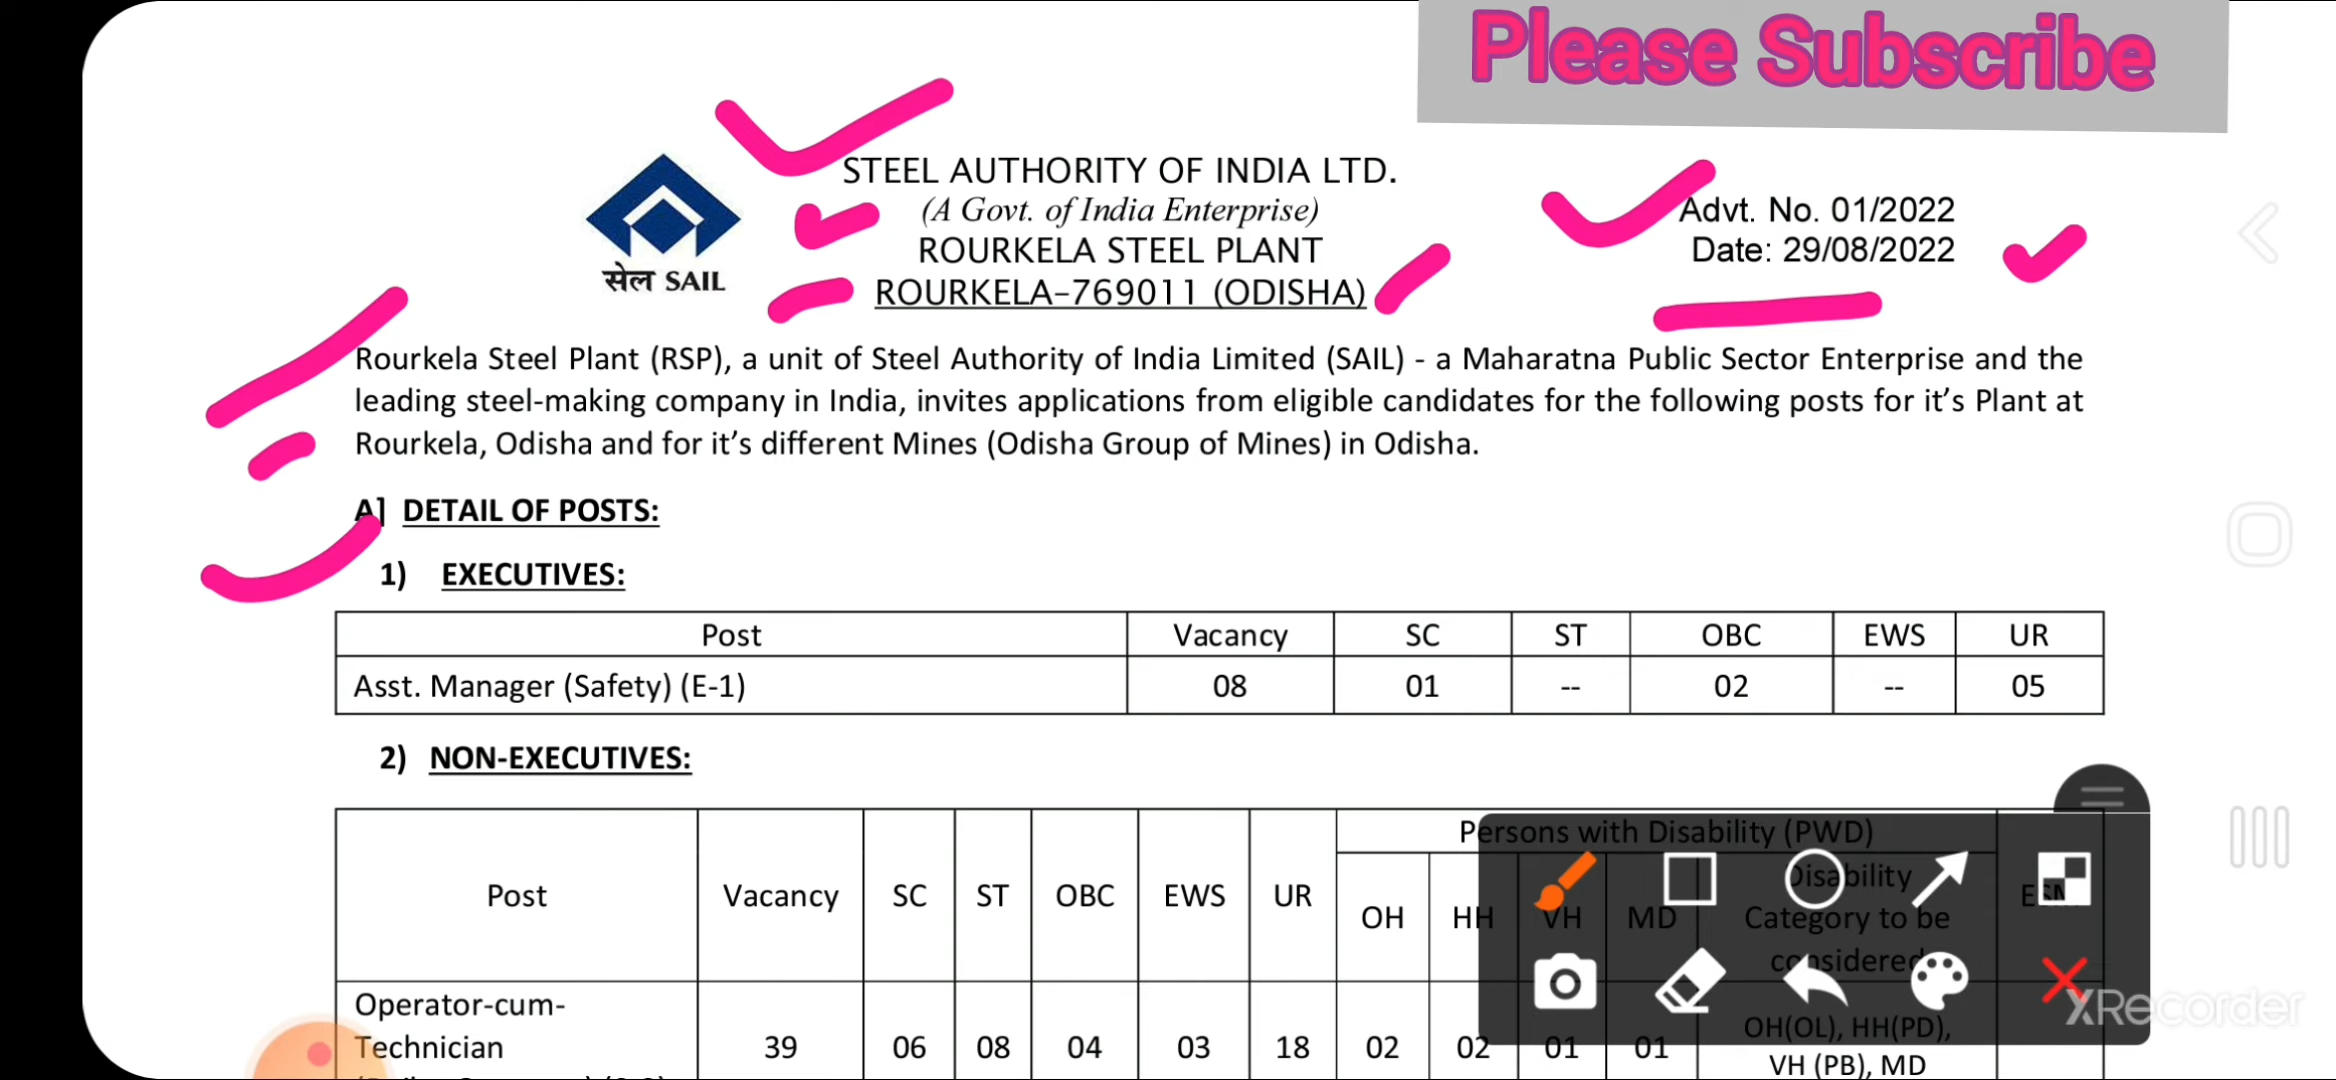 Please Subscribe
STEEL AUTHORITY OF INDIA LTD.
(A Govt. of India Enterprise)
ROURKELA STEEL PLANT
ROURKELA-769011 (ODISHA)
सेल SAIL
Advt. No. 01/2022
Date: 29/08/2022
Rourkela Steel Plant (RSP), a unit of Steel Authority of India Limited (SAIL) - a Maharatna Public Sector Enterprise and the
leading steel-making company in India, invites applications from eligible candidates for the following posts for it's Plant at
Rourkela, Odisha and for it's different Mines (Odisha Group of Mines) in Odisha.
A] DETAIL OF POSTS:
1) EXECUTIVES:
Post Vacancy SC ST OBC EWS UR
Asst. Manager (Safety) (E-1) 08 01 -- 02 -- 05
2) NON-EXECUTIVES:
Persons with Disability (PWD)
Post Vacancy SC ST OBC EWS UR OH HH VH MD Disability
Category to be
considered
ESM
Operator-cum-
Technician 39 06 08 04 03 18 02 02 01 01 OH(OL), HH(PD),
VH (PB), MD
XRecorder